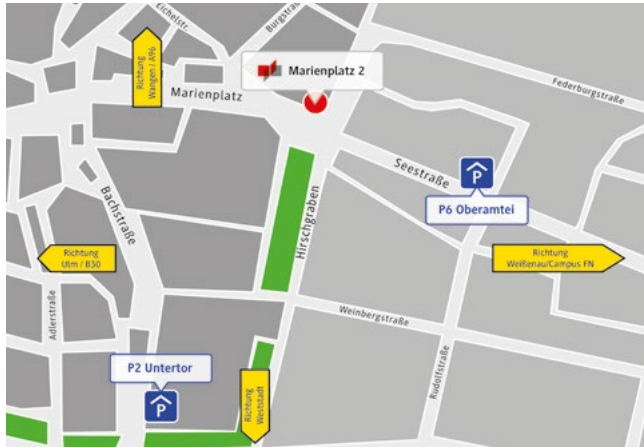 Eichelstr.
Burgstraß
Richtung
Wangen / A96
Marienplatz 2
Marienplatz
Federburgstraße
Seestraße
P
P6 Oberamtei
Bachstraße
Hirschgraben
Richtung
Ulm / B30
Richtung
Weißenau/Campus FN
Adlerstraße
Weinbergstraße
Rudolfstraße
P2 Untertor
P
Richtung
Weststadt